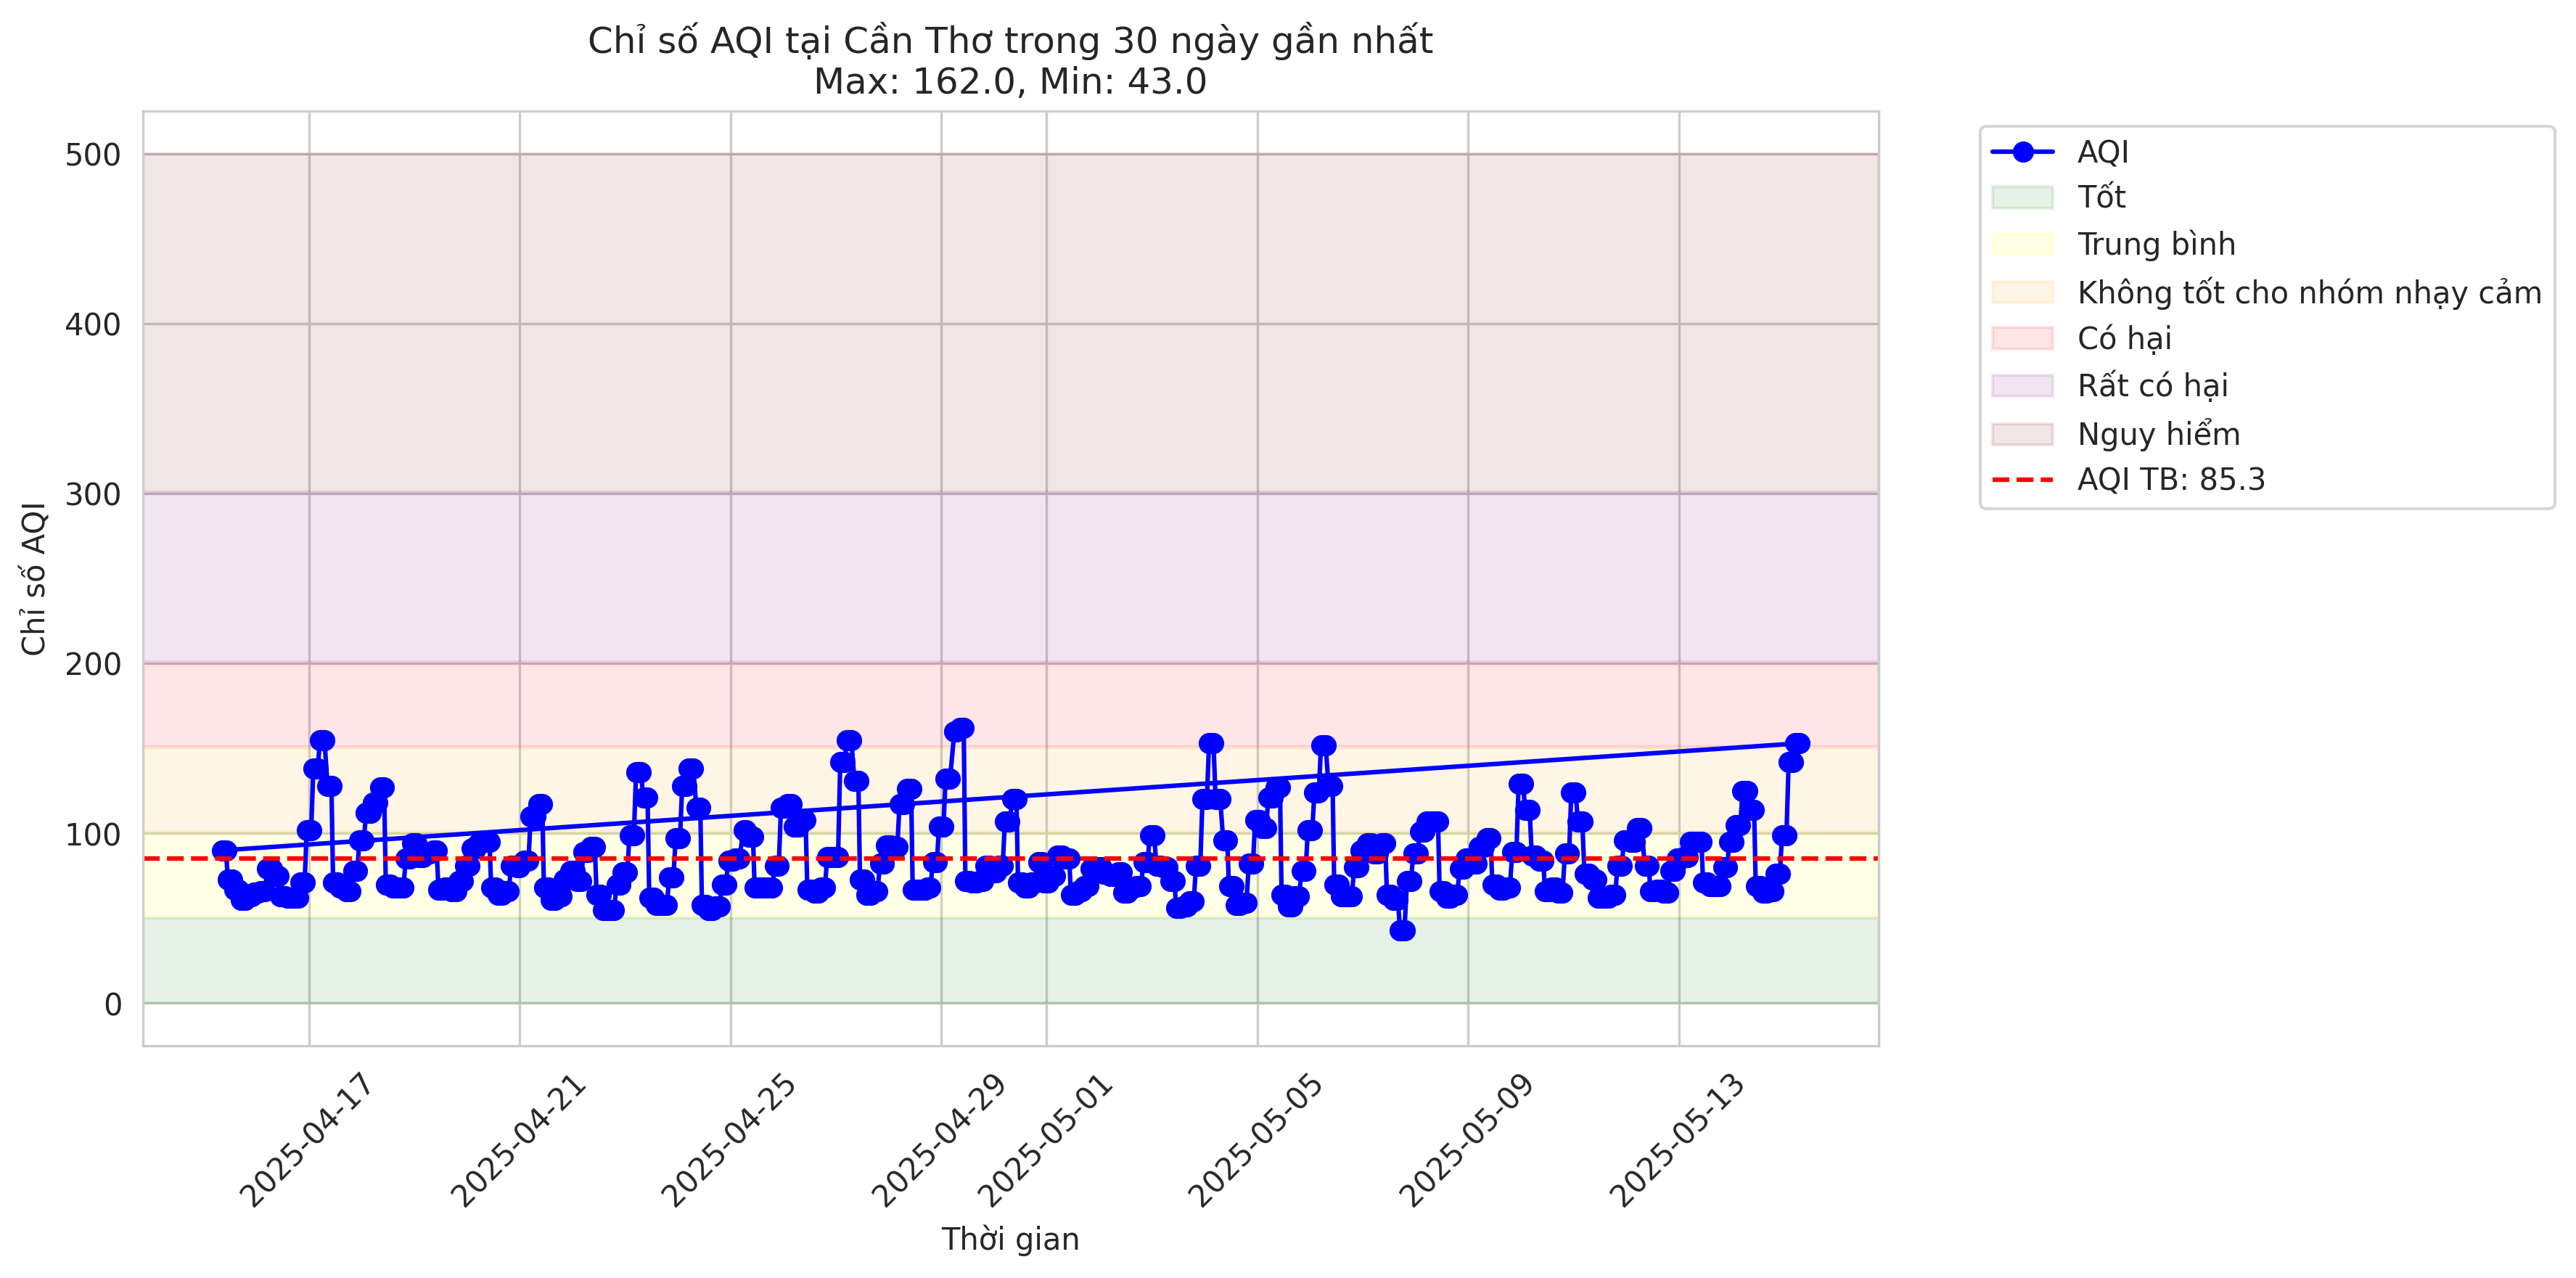 Chỉ số AQI tại Cần Thơ trong 30 ngày gần nhất
Max: 162.0, Min: 43.0
Chỉ số AQI
500
400
300
200
100
0
2025-04-17
2025-04-21
2025-04-25
2025-04-29
2025-05-01
2025-05-05
2025-05-09
2025-05-13
Thời gian
AQI
Tốt
Trung bình
Không tốt cho nhóm nhạy cảm
Có hại
Rất có hại
Nguy hiểm
AQI TB: 85.3